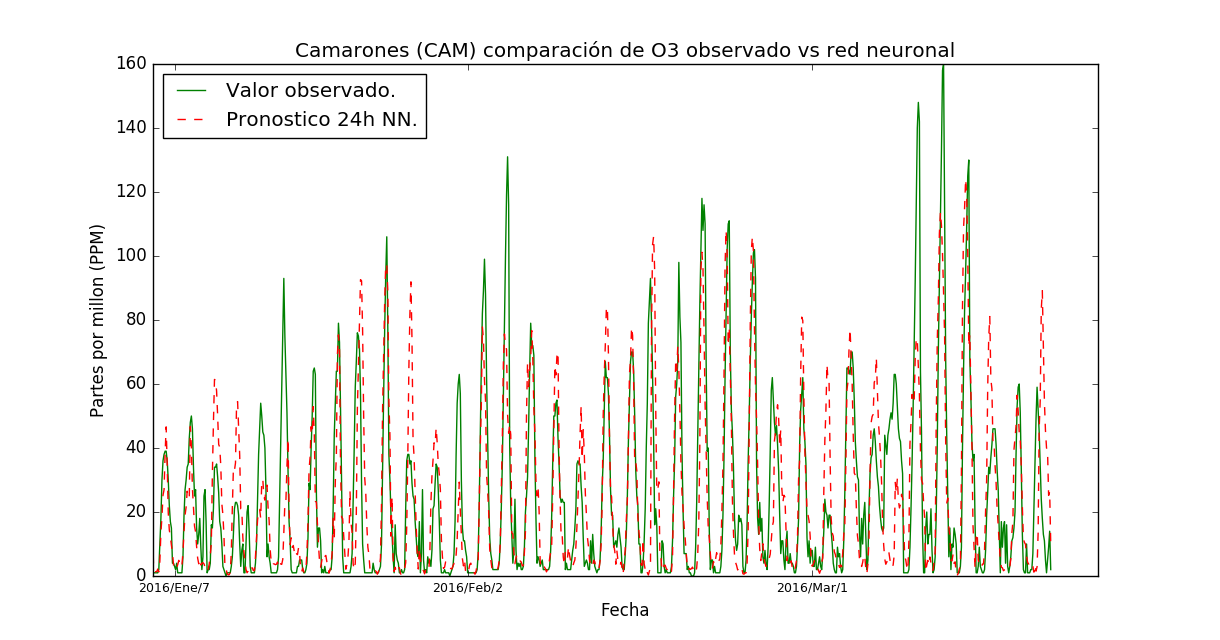 Camarones (CAM) comparación de O3 observado vs red neuronal
160
Valor observado.
Pronostico 24h NN.
140
120
100
80
60
40
20
0
Partes por millon (PPM)
2016/Ene/7
2016/Feb/2
2016/Mar/1
Fecha